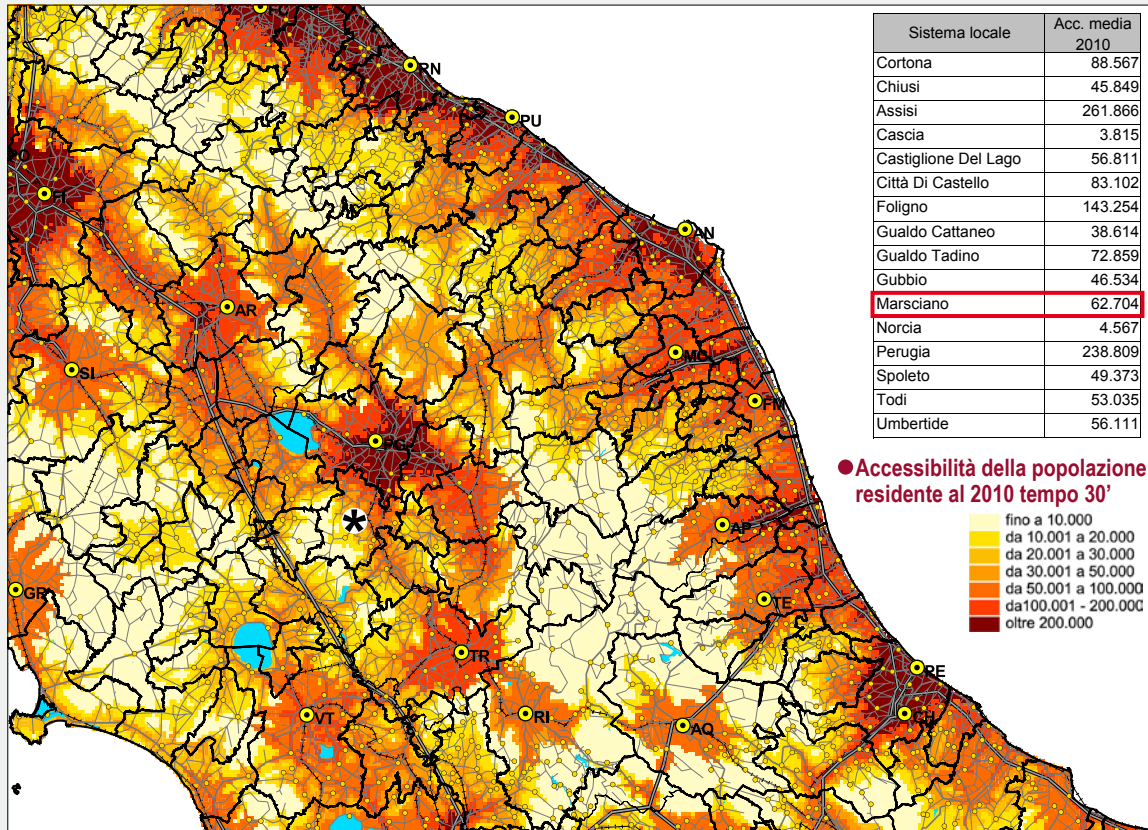 Sistema locale Acc. media 2010
Cortona 88.567
Chiusi 45.849
Assisi 261.866
Cascia 3.815
Castiglione Del Lago 56.811
Città Di Castello 83.102
Foligno 143.254
Gualdo Cattaneo 38.614
Gualdo Tadino 72.859
Gubbio 46.534
Marsciano 62.704
Norcia 4.567
Perugia 238.809
Spoleto 49.373
Todi 53.035
Umbertide 56.111
Accessibilità della popolazione
residente al 2010 tempo 30’
fino a 10.000
da 10.001 a 20.000
da 20.001 a 30.000
da 30.001 a 50.000
da 50.001 a 100.000
da100.001 - 200.000
oltre 200.000
RN
PU
FI
AN
AR
MC
SI
FM
PG
*
AP
GR
TE
TR
PE
VT
RI
AQ
CH